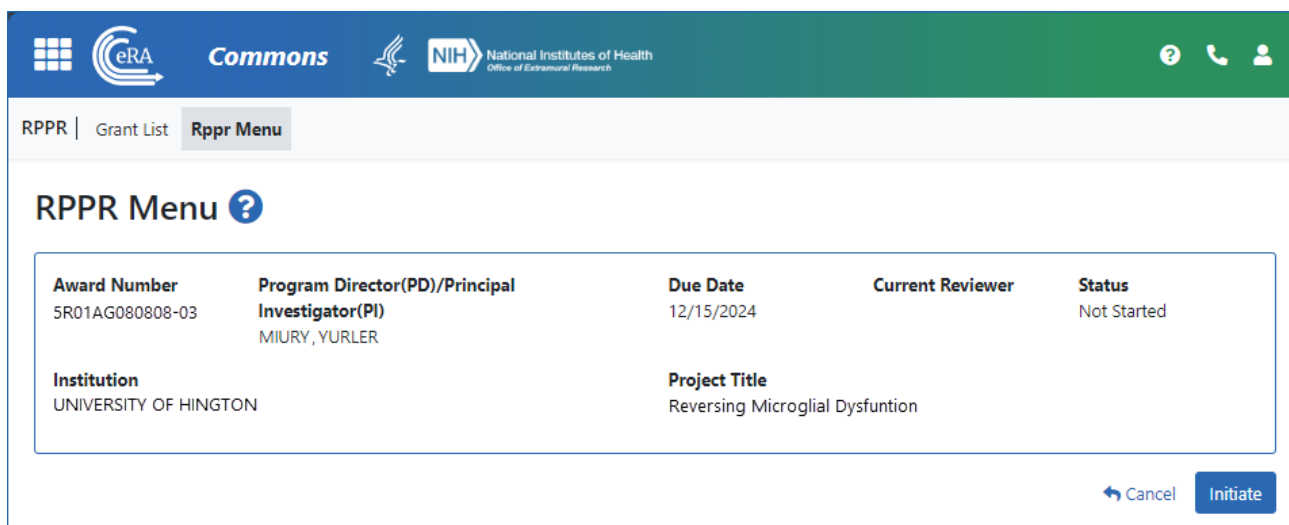 eRA Commons NIH National Institutes of Health
Office of Extramural Research
RPPR | Grant List Rppr Menu
RPPR Menu ?
Award Number Program Director(PD)/Principal Due Date Current Reviewer Status
5R01AG080808-03 Investigator(PI) 12/15/2024 Not Started
MIURY, YURLER
Institution Project Title
UNIVERSITY OF HINGTON Reversing Microglial Dysfuntion
Cancel Initiate